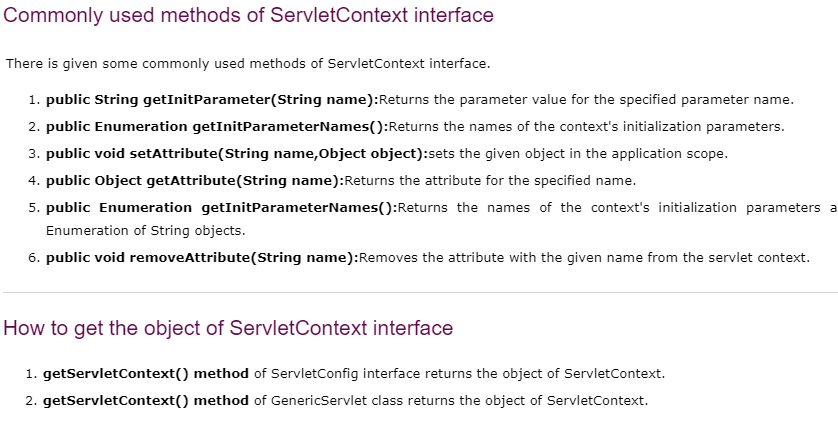 Commonly used methods of ServletContext interface
There is given some commonly used methods of ServletContext interface.
1. public String getInitParameter(String name):Returns the parameter value for the specified parameter name.
2. public Enumeration getInitParameterNames():Returns the names of the context's initialization parameters.
3. public void setAttribute(String name,Object object):sets the given object in the application scope.
4. public Object getAttribute(String name):Returns the attribute for the specified name.
5. public Enumeration getInitParameterNames():Returns the names of the context's initialization parameters a
Enumeration of String objects.
6. public void removeAttribute(String name):Removes the attribute with the given name from the servlet context.
How to get the object of ServletContext interface
1. getServletContext() method of ServletConfig interface returns the object of ServletContext.
2. getServletContext() method of GenericServlet class returns the object of ServletContext.